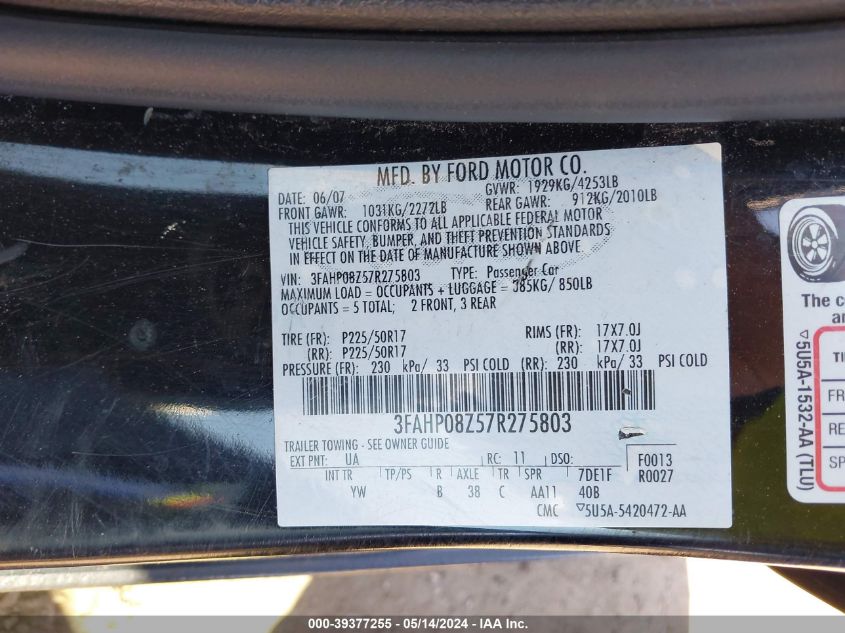 MFD. BY FORD MOTOR CO.
DATE: 06/07 GVWR: 1929KG/4253LB
FRONT GAWR: 1031KG/2272LB REAR GAWR: 912KG/2010LB
THIS VEHICLE CONFORMS TO ALL APPLICABLE FEDERAL MOTOR
VEHICLE SAFETY, BUMPER, AND THEFT PREVENTION STANDARDS
IN EFFECT ON THE DATE OF MANUFACTURE SHOWN ABOVE.
VIN: 3FAHP08Z57R275803 TYPE: Passenger Car
MAXIMUM LOAD = OCCUPANTS + LUGGAGE = 385KG/ 850LB
OCCUPANTS = 5 TOTAL; 2 FRONT, 3 REAR
TIRE (FR): P225/50R17 RIMS (FR): 17X7.0J
(RR): P225/50R17 (RR): 17X7.0J
PRESSURE (FR): 230 kPa/ 33 PSI COLD (RR): 230 kPa/ 33 PSI COLD
3FAHP08Z57R275803
TRAILER TOWING - SEE OWNER GUIDE
EXT PNT: UA RC: 11 DSO: F0013
INT TR TP/PS R AXLE TR SPR 7DE1F R0027
YW B 38 C AA11 40B
CMC ▽5U5A-5420472-AA
The c
an
TI
FR
RE
SP
▽5U5A-1532-AA (TLU)
000-39377255 - 05/14/2024 - IAA Inc.